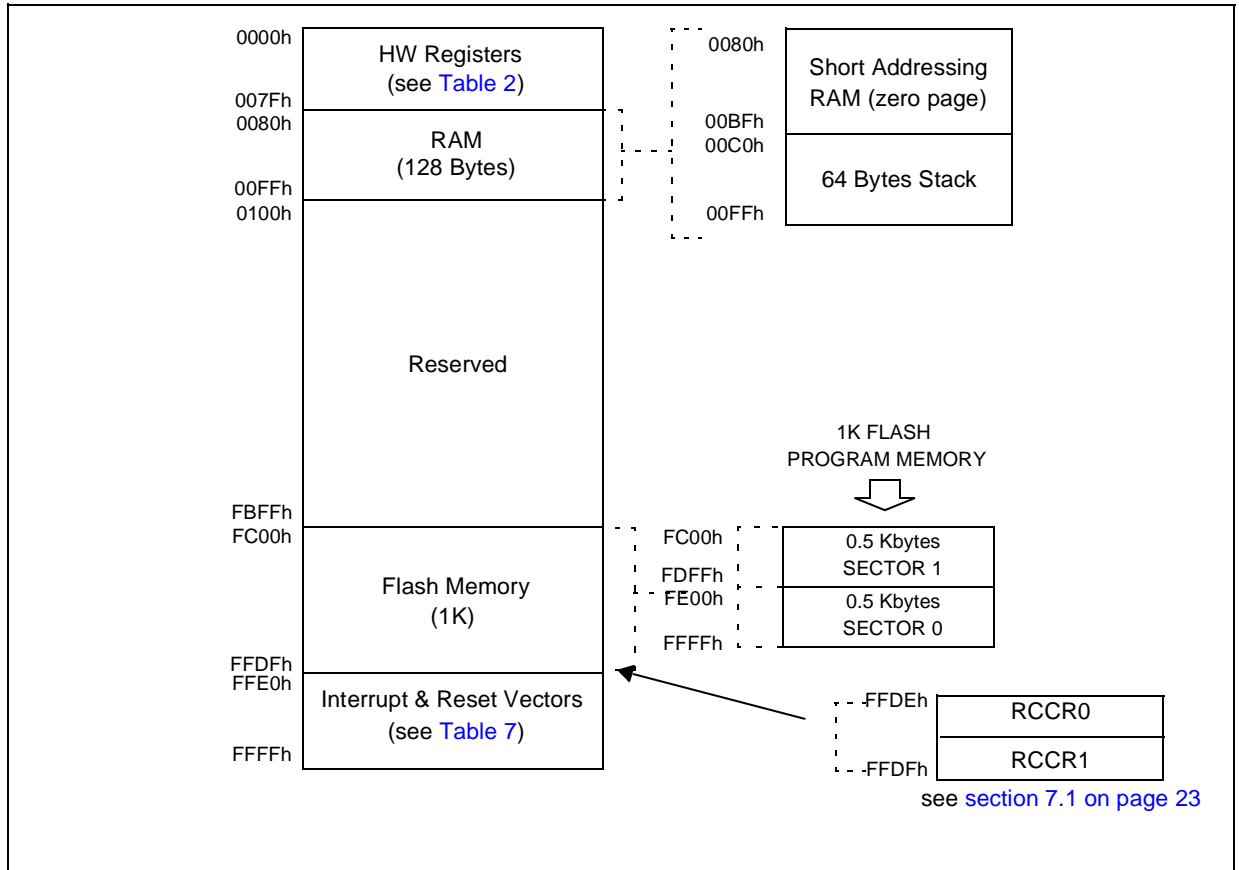 0000h
HW Registers
(see Table 2)
007Fh
0080h
RAM
(128 Bytes)
00FFh
0100h
Reserved
FBFFh
FC00h
Flash Memory
(1K)
FFDFh
FFE0h
Interrupt & Reset Vectors
(see Table 7)
FFFFh
0080h
Short Addressing
RAM (zero page)
00BFh
00C0h
64 Bytes Stack
00FFh
1K FLASH
PROGRAM MEMORY
FC00h
0.5 Kbytes
SECTOR 1
FDFFh
FE00h
0.5 Kbytes
SECTOR 0
FFFFh
FFDEh
RCCR0
RCCR1
FFDFh
see section 7.1 on page 23